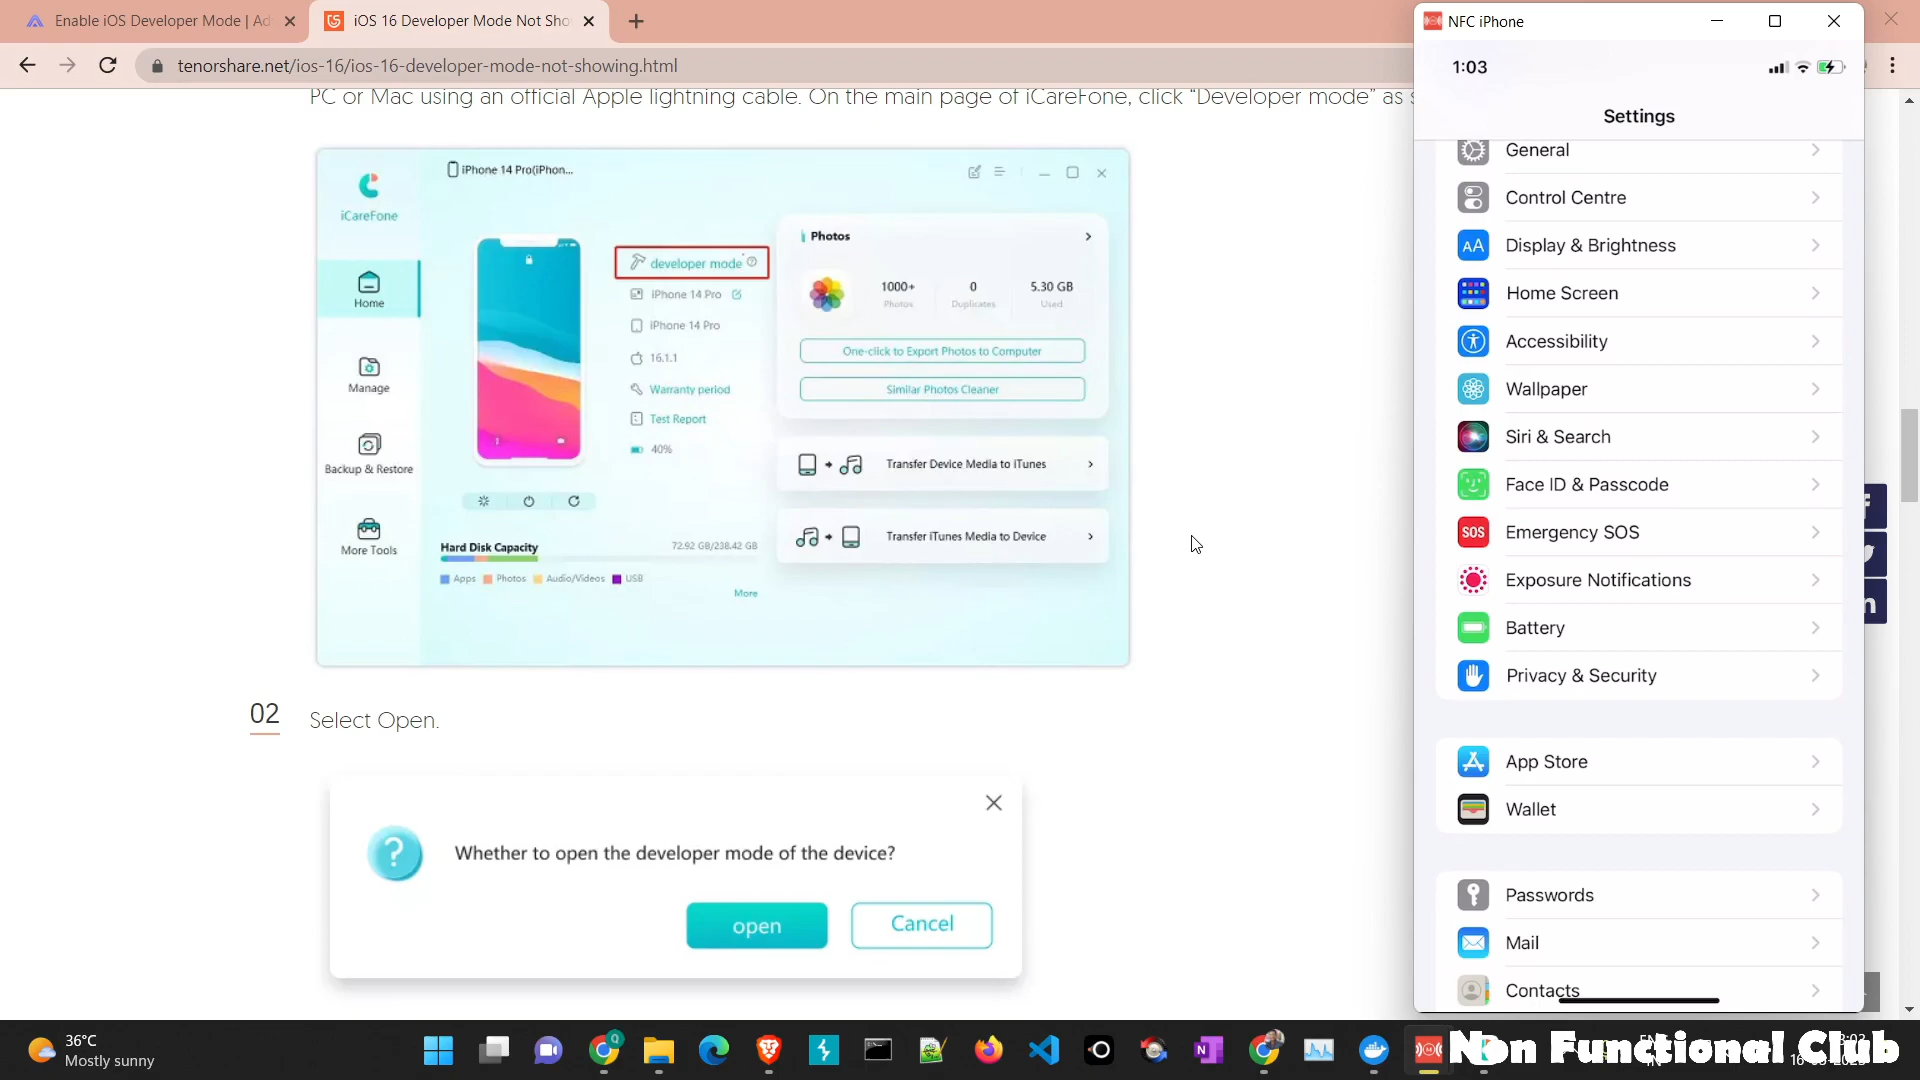 Enable iOS Developer Mode | Ad
iOS 16 Developer Mode Not Sho
tenorshare.net/ios-16/ios-16-developer-mode-not-showing.html
PC or Mac using an official Apple lightning cable. On the main page of iCareFone, click “Developer mode” as s
iCareFone
Home
Manage
Backup & Restore
More Tools
iPhone 14 Pro(iPhon...
developer mode
iPhone 14 Pro
iPhone 14 Pro
16.1.1
Warranty period
Test Report
40%
Hard Disk Capacity
72.92 GB/238.42 GB
Apps Photos Audio/Videos USB
More
Photos
1000+ 0 5.30 GB
Photos Duplicates Used
One-click to Export Photos to Computer
Similar Photos Cleaner
Transfer Device Media to iTunes
Transfer iTunes Media to Device
02 Select Open.
Whether to open the developer mode of the device?
open Cancel
NFC iPhone
1:03
Settings
General
Control Centre
Display & Brightness
Home Screen
Accessibility
Wallpaper
Siri & Search
Face ID & Passcode
SOS Emergency SOS
Exposure Notifications
Battery
Privacy & Security
App Store
Wallet
Passwords
Mail
Contacts
36°C
Mostly sunny
Non Functional Club